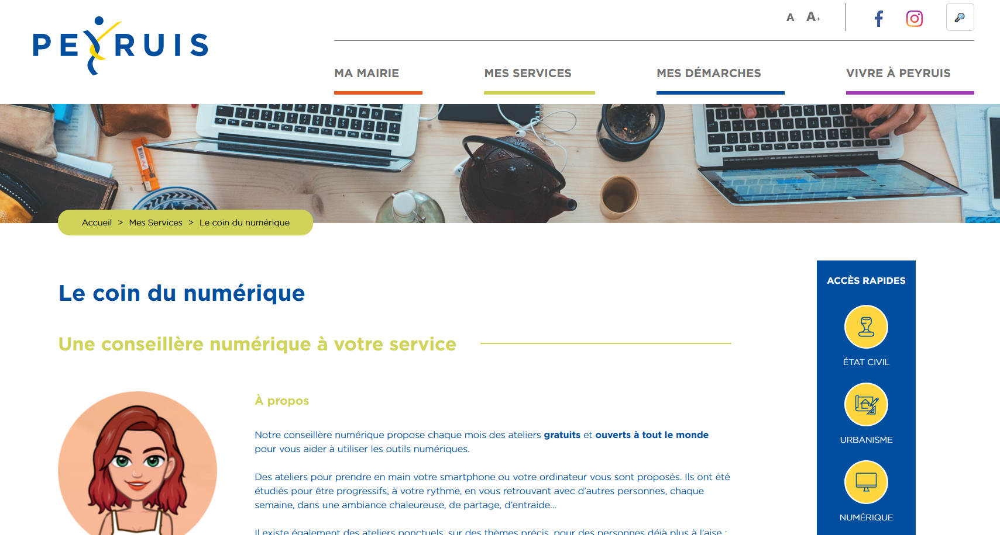 PEYRUIS
A- A+
MA MAIRIE
MES SERVICES
MES DÉMARCHES
VIVRE À PEYRUIS
Accueil > Mes Services > Le coin du numérique
Le coin du numérique
Une conseillère numérique à votre service
À propos
Notre conseillère numérique propose chaque mois des ateliers gratuits et ouverts à tout le monde
pour vous aider à utiliser les outils numériques.
Des ateliers pour prendre en main votre smartphone ou votre ordinateur vous sont proposés. Ils ont été
étudiés pour être progressifs, à votre rythme, en vous retrouvant avec d'autres personnes, chaque
semaine, dans une ambiance chaleureuse, de partage, d'entraide...
Il existe également des ateliers ponctuels, sur des thèmes précis, pour des personnes déjà plus à l'aise :
ACCÈS RAPIDES
ÉTAT CIVIL
URBANISME
NUMÉRIQUE